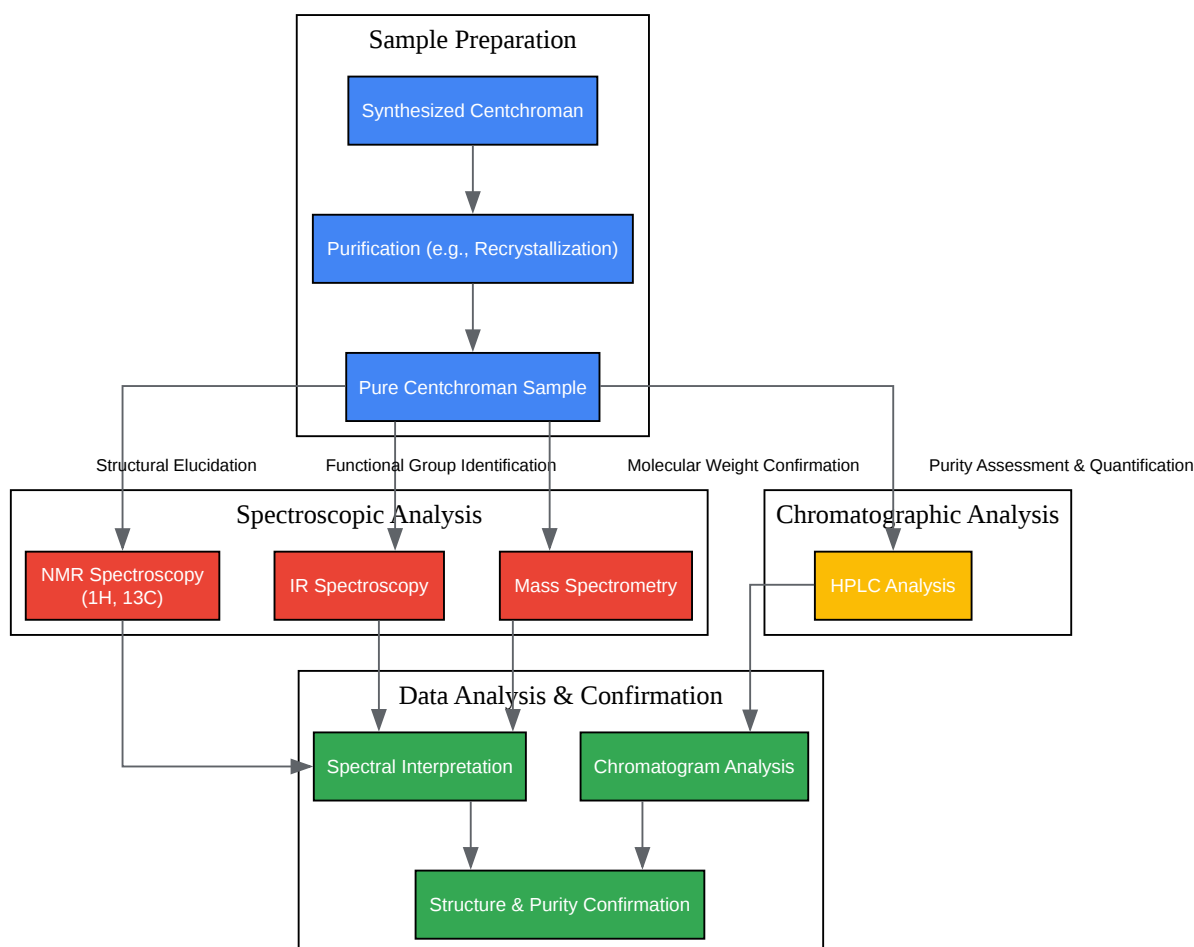 Sample Preparation
Synthesized Centchroman
Purification (e.g., Recrystallization)
Pure Centchroman Sample
Structural Elucidation
Functional Group Identification
Molecular Weight Confirmation
Purity Assessment & Quantification
Spectroscopic Analysis
Chromatographic Analysis
NMR Spectroscopy
(1H, 13C)
IR Spectroscopy
Mass Spectrometry
HPLC Analysis
Data Analysis & Confirmation
Spectral Interpretation
Chromatogram Analysis
Structure & Purity Confirmation